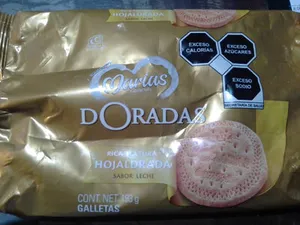 HOJALDRADA
EXCESO
CALORÍAS
EXCESO
AZÚCARES
EXCESO
SODIO
SECRETARÍA DE SALUD
Marías
DORADAS
HOJALDRADA
SABOR LECHE
CONT. NET.
GALLETAS